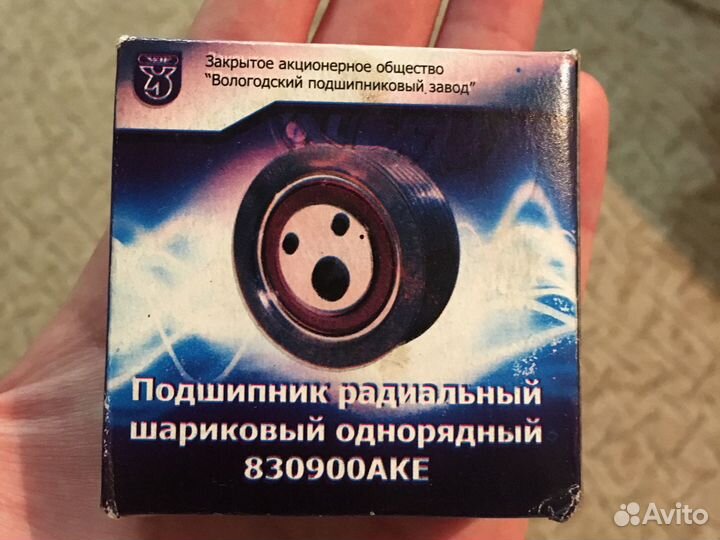 Закрытое акционерное общество
"Вологодский подшипниковый завод"
Подшипник радиальный
шариковый однорядный
830900АКЕ
Avito